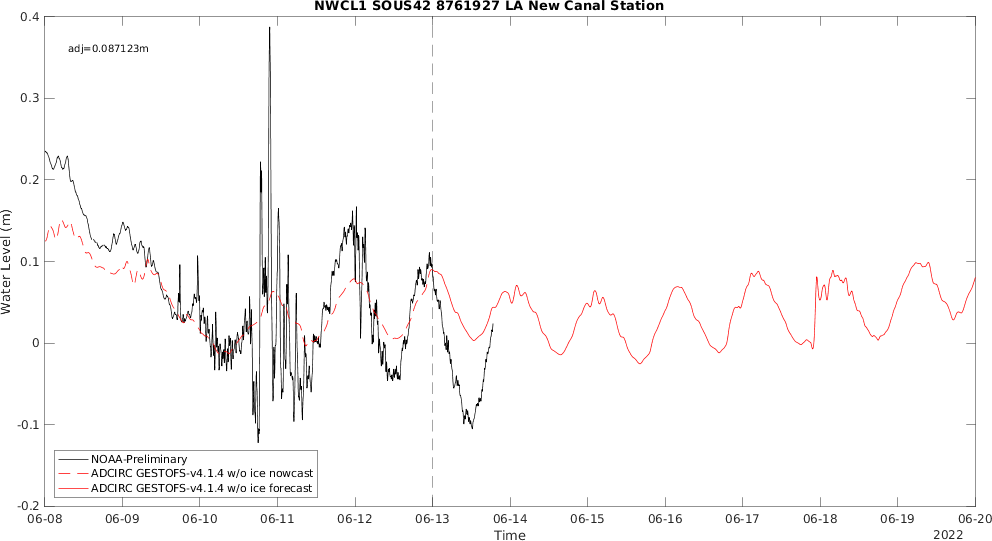 NWCL1 SOUS42 8761927 LA New Canal Station
adj=0.087123m
Water Level (m)
0.4
0.3
0.2
0.1
0
-0.1
-0.2
NOAA-Preliminary
ADCIRC GESTOFS-v4.1.4 w/o ice nowcast
ADCIRC GESTOFS-v4.1.4 w/o ice forecast
06-08 06-09 06-10 06-11 06-12 06-13 06-14 06-15 06-16 06-17 06-18 06-19 06-20
Time
2022